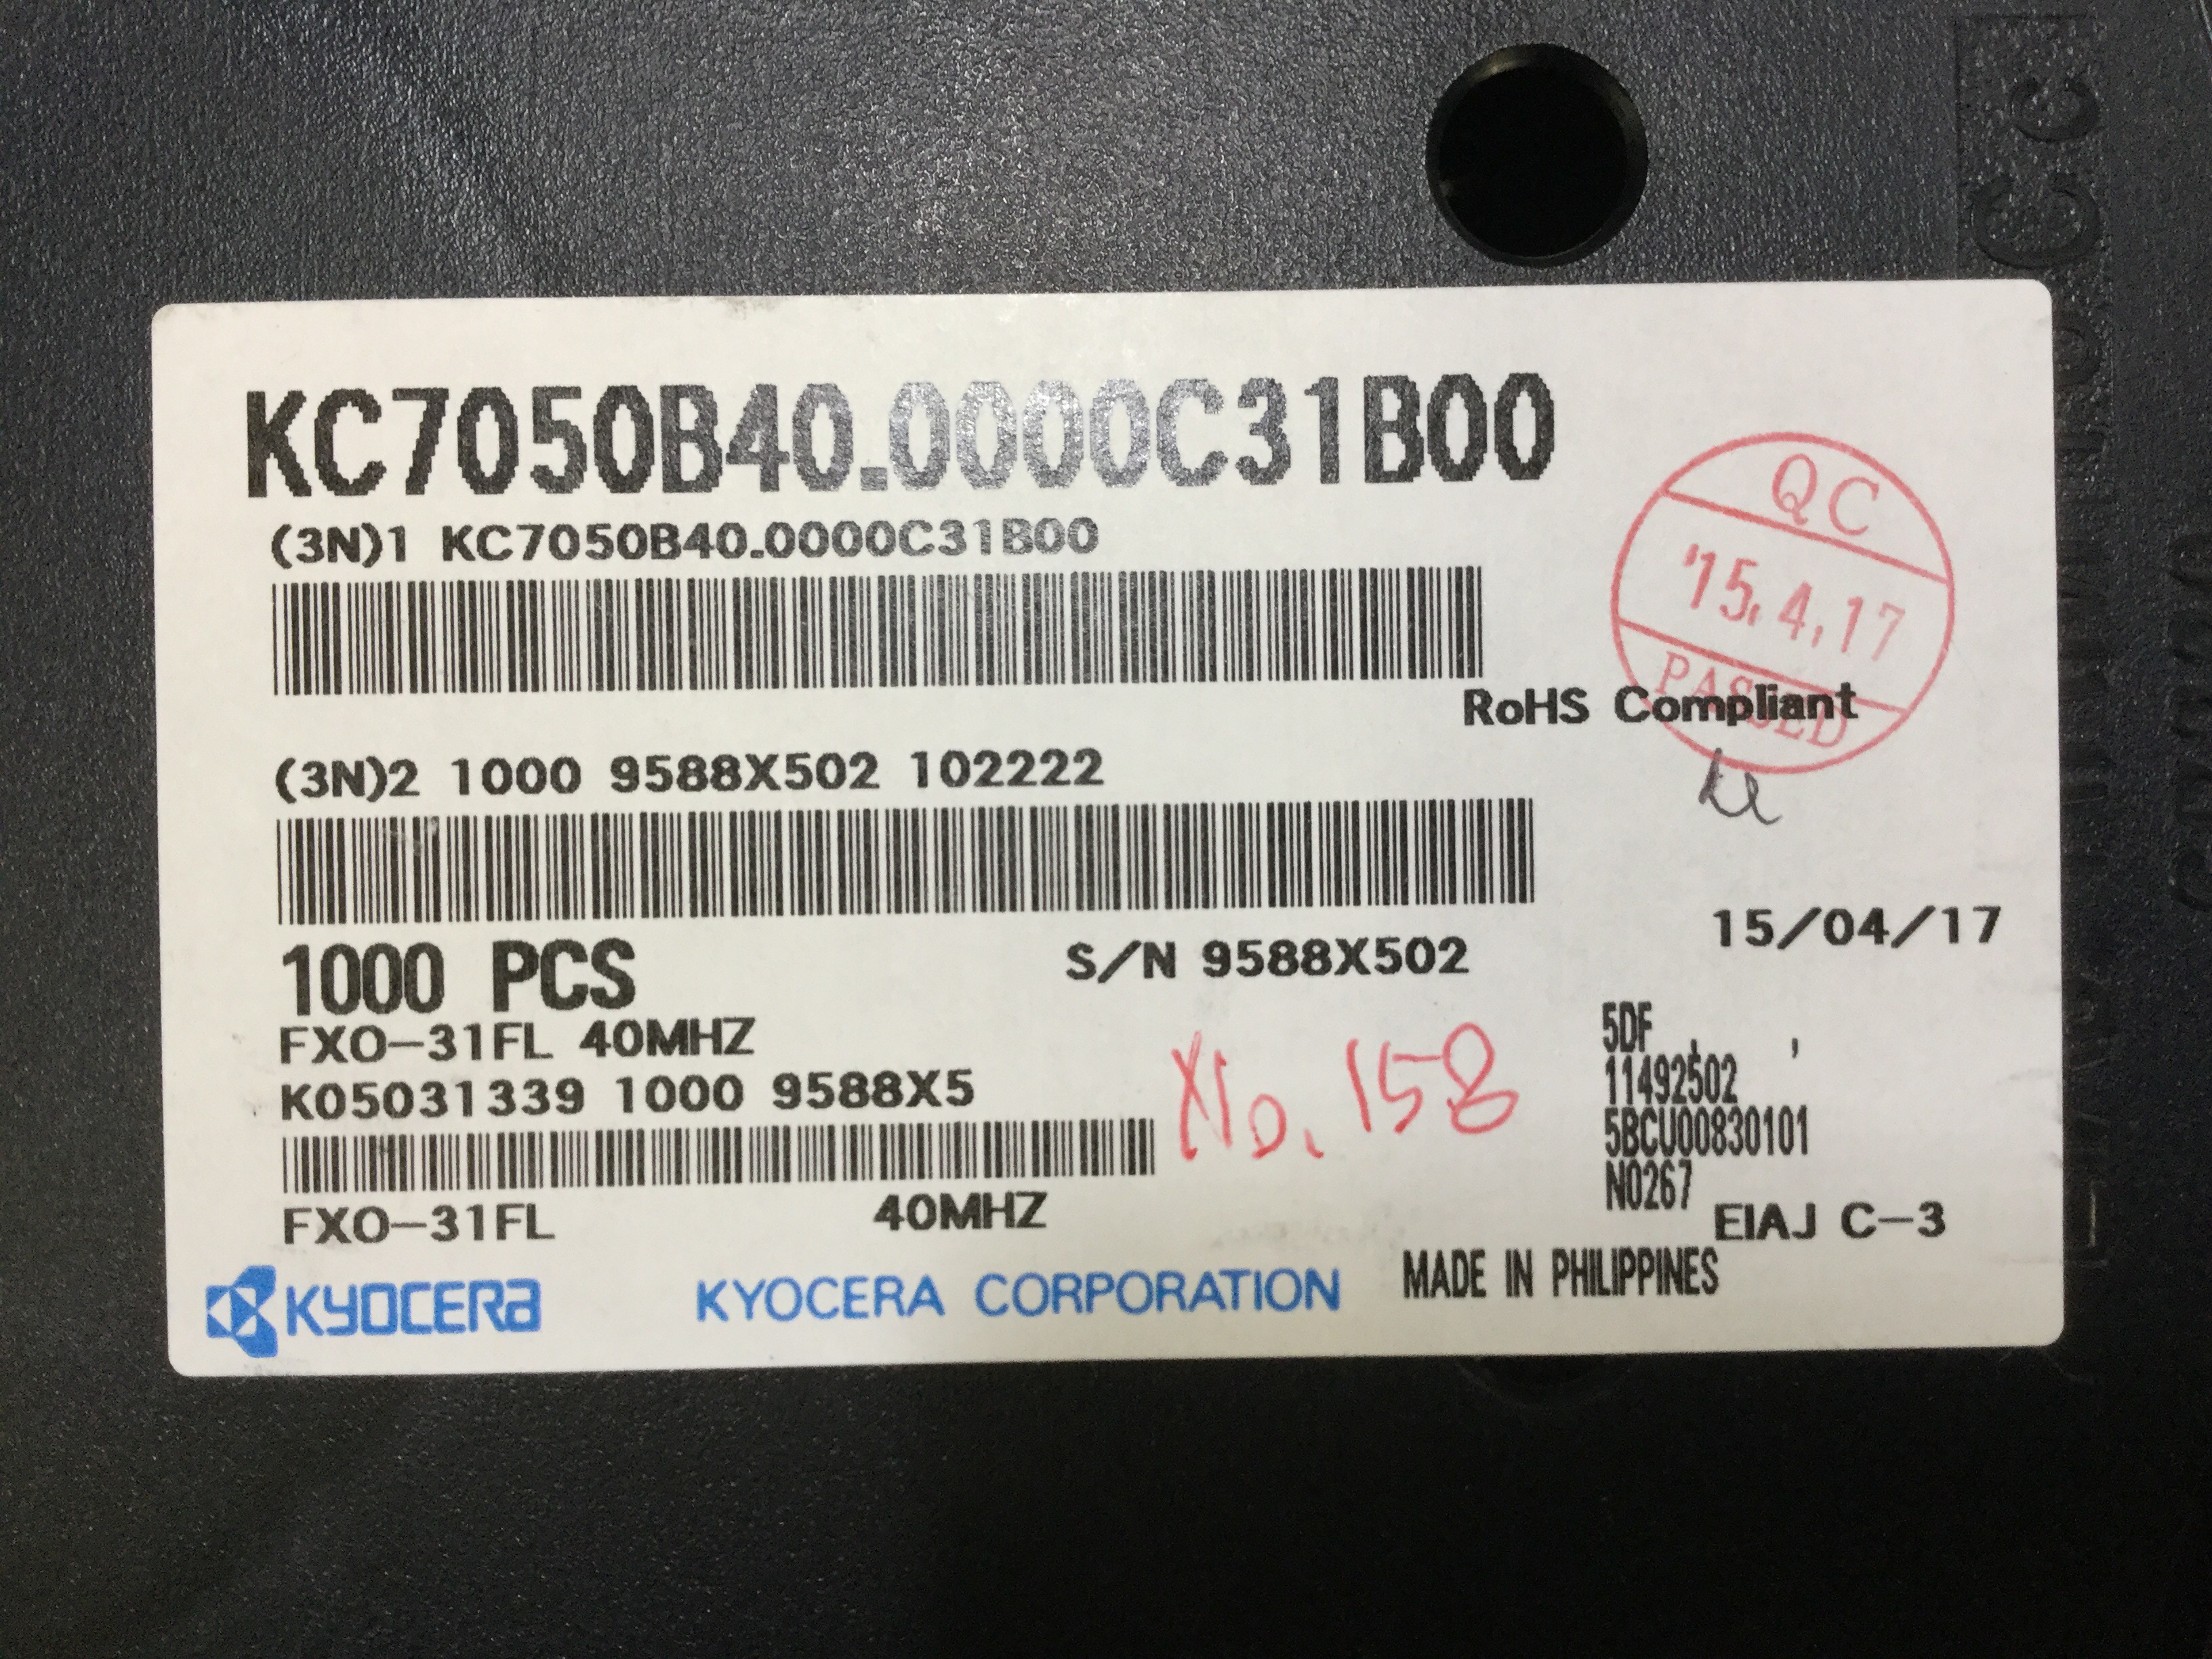 KC7050B40.0000C31B00
(3N)1 KC7050B40.0000C31B00
QC
'15.4.17
PASSED
RoHS Compliant
(3N)2 1000 9588X502 102222
15/04/17
1000 PCS
S/N 9588X502
FXO-31FL 40MHZ
K05031339 1000 9588X5
No. 158
5DF , ,
11492502
5BCU00830101
N0267
FXO-31FL 40MHZ
EIAJ C-3
KYOCERA
KYOCERA CORPORATION
MADE IN PHILIPPINES